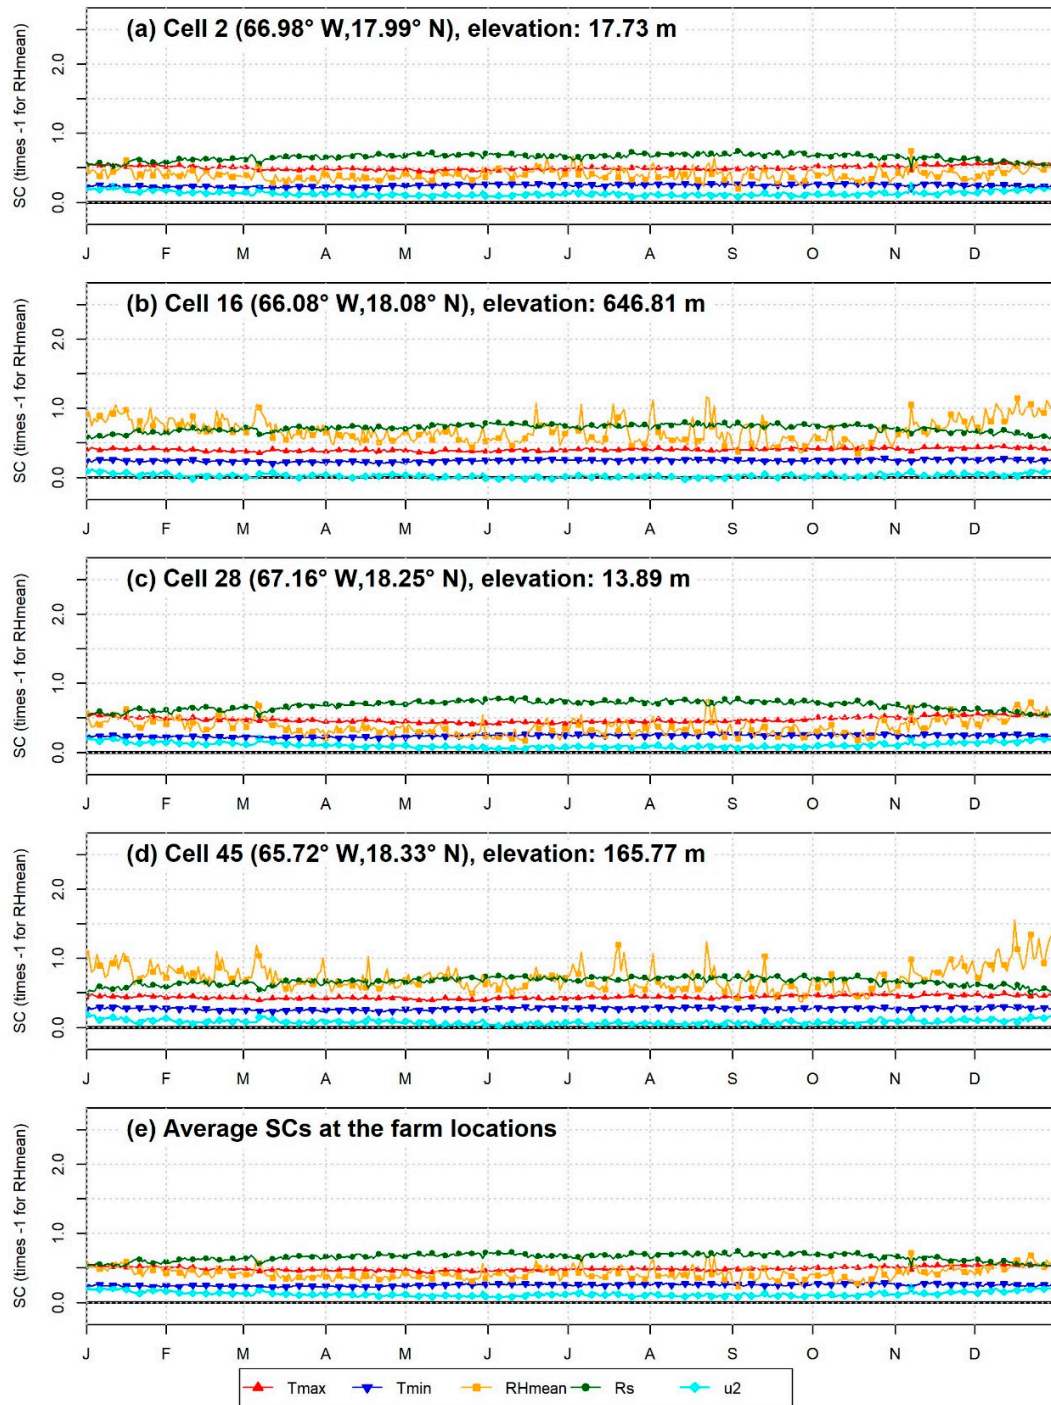 (a) Cell 2 (66.98° W,17.99° N), elevation: 17.73 m
SC (times -1 for RHmean)
2.0
1.0
0.0
J F M A M J J A S O N D
(b) Cell 16 (66.08° W,18.08° N), elevation: 646.81 m
SC (times -1 for RHmean)
2.0
1.0
0.0
J F M A M J J A S O N D
(c) Cell 28 (67.16° W,18.25° N), elevation: 13.89 m
SC (times -1 for RHmean)
2.0
1.0
0.0
J F M A M J J A S O N D
(d) Cell 45 (65.72° W,18.33° N), elevation: 165.77 m
SC (times -1 for RHmean)
2.0
1.0
0.0
J F M A M J J A S O N D
(e) Average SCs at the farm locations
SC (times -1 for RHmean)
2.0
1.0
0.0
J F M A M J J A S O N D
Tmax Tmin RHmean Rs u2